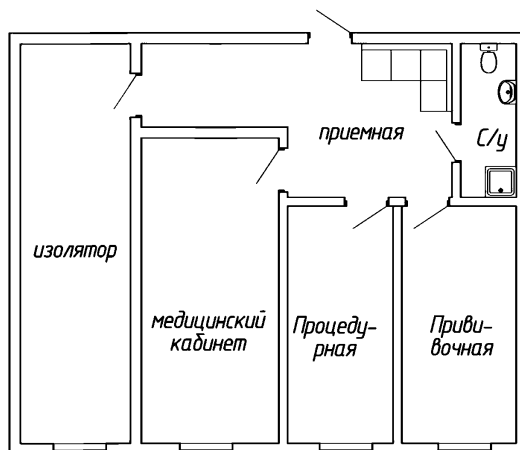 приемная
С/у
изолятор
медицинский
кабинет
Процеду-
рная
Приви-
вочная